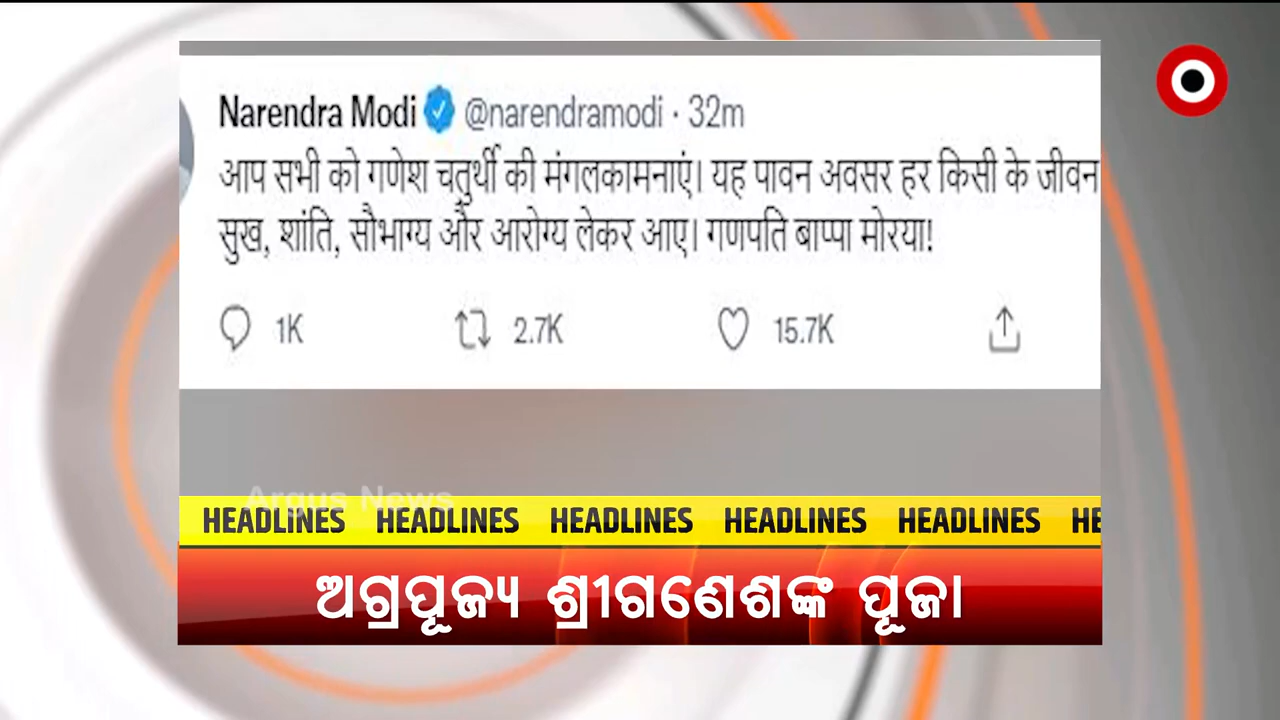 Narendra Modi @narendramodi · 32m
आप सभी को गणेश चतुर्थी की मंगलकामनाएं। यह पावन अवसर हर किसी के जीवन
सुख, शांति, सौभाग्य और आरोग्य लेकर आए। गणपति बाप्पा मोरया!
1K 2.7K 15.7K
Argus News
HEADLINES HEADLINES HEADLINES HEADLINES HEADLINES HE
ଅଗ୍ରପୂଜ୍ୟ ଶ୍ରୀଗଣେଶଙ୍କ ପୂଜା